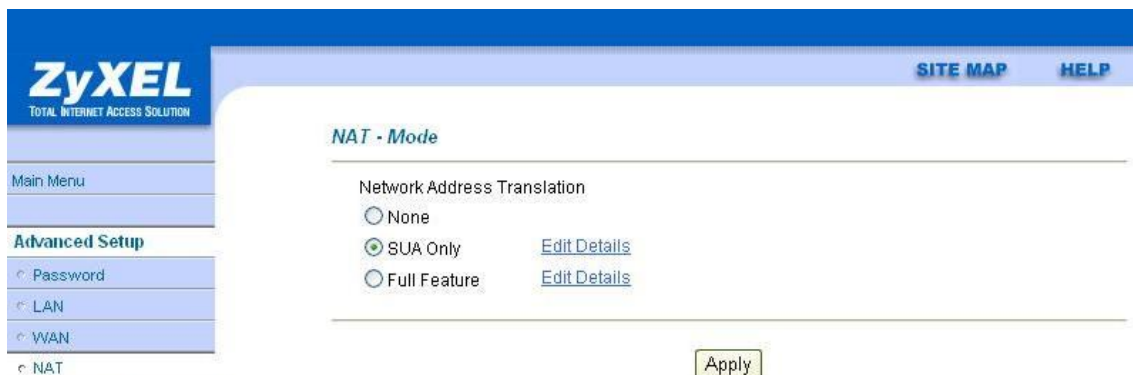 ZyXEL
TOTAL INTERNET ACCESS SOLUTION
SITE MAP HELP
Main Menu
Advanced Setup
Password
LAN
WAN
NAT
NAT - Mode
Network Address Translation
None
SUA Only Edit Details
Full Feature Edit Details
Apply